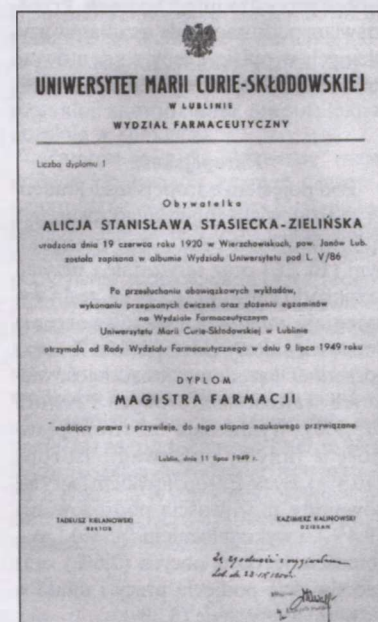 UNIWERSYTET MARII CURIE-SKŁODOWSKIEJ
W LUBLINIE
WYDZIAŁ FARMACEUTYCZNY
Liczba dyplomu 1
Obywatelka
ALICJA STANISŁAWA STASIECKA-ZIELIŃSKA
urodzona dnia 19 czerwca roku 1920 w Wierzchowiskach, pow. Janów Lub.
została zapisana w albumie Wydziału Uniwersytetu pod L. V/86
Po przesłuchaniu obowiązkowych wykładów,
wykonaniu przepisanych ćwiczeń oraz złożeniu egzaminów
na Wydziale Farmaceutycznym
Uniwersytetu Marii Curie-Skłodowskiej w Lublinie
otrzymała od Rady Wydziału Farmaceutycznego w dniu 9 lipca 1949 roku
DYPLOM
MAGISTRA FARMACJI
nadający prawa i przywileje, do tego stopnia naukowego przywiązane
Lublin, dnia 11 lipca 1949 r.
TADEUSZ KIELANOWSKI
REKTOR
KAZIMIERZ KALINOWSKI
DZIEKAN
Za zgodność z oryginałem